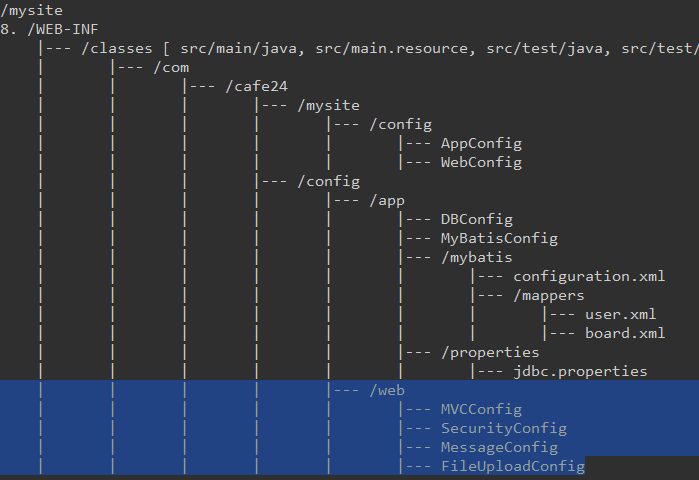 /mysite
8. /WEB-INF
    |--- /classes [ src/main/java, src/main.resource, src/test/java, src/test/
    |       |--- /com
    |       |       |--- /cafe24
    |       |       |       |--- /mysite
    |       |       |       |       |--- /config
    |       |       |       |       |       |--- AppConfig
    |       |       |       |       |       |--- WebConfig
    |       |       |       |--- /config
    |       |       |       |       |--- /app
    |       |       |       |       |       |--- DBConfig
    |       |       |       |       |       |--- MyBatisConfig
    |       |       |       |       |       |--- /mybatis
    |       |       |       |       |       |       |--- configuration.xml
    |       |       |       |       |       |       |--- /mappers
    |       |       |       |       |       |       |       |--- user.xml
    |       |       |       |       |       |       |       |--- board.xml
    |       |       |       |       |       |--- /properties
    |       |       |       |       |       |       |--- jdbc.properties
    |       |       |       |       |--- /web
    |       |       |       |       |       |--- MVCConfig
    |       |       |       |       |       |--- SecurityConfig
    |       |       |       |       |       |--- MessageConfig
    |       |       |       |       |       |--- FileUploadConfig